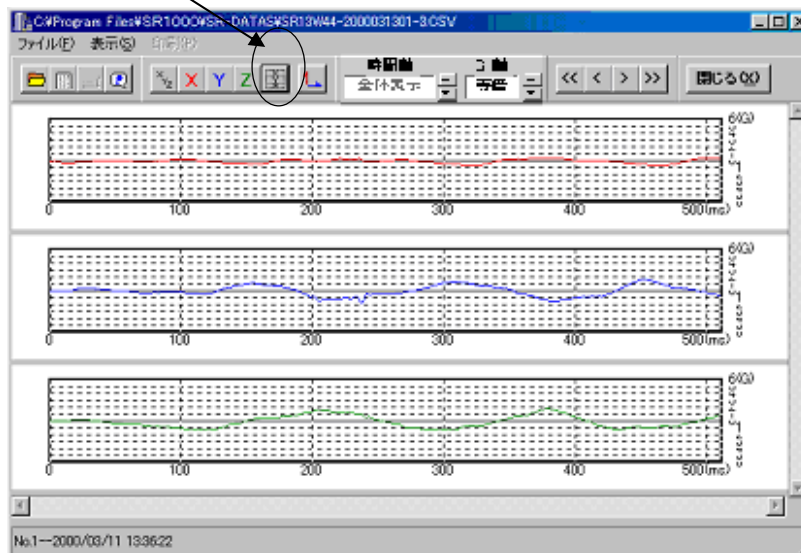 C:¥Program Files¥SR1000¥SR-DATAS¥SR13W44-2000031301-3.CSV
ファイル(F) 表示(S) 印刷(P)
時間軸
X/Z X Y Z 全体表示 << < > >> 閉じる(X)
6(G)
0 100 200 300 400 500(ms)
6(G)
0 100 200 300 400 500(ms)
6(G)
0 100 200 300 400 500(ms)
No.1--2000/03/11 13:36:22